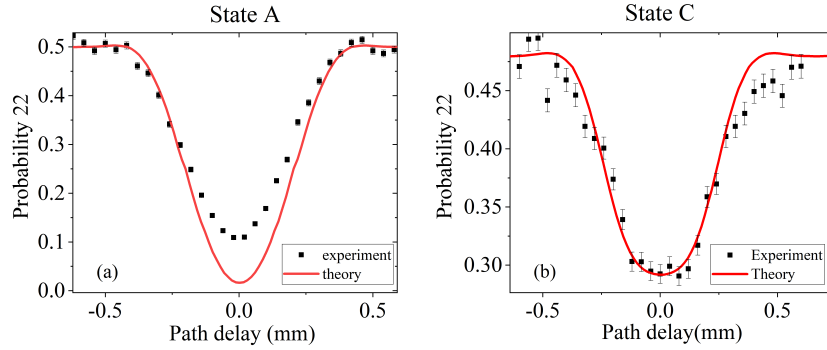 State A
0.5
0.4
0.3
0.2
0.1
0.0
Probability 22
-0.5
0.0
0.5
Path delay (mm)
(a)
experiment
theory
State C
0.45
0.40
0.35
0.30
Probability 22
-0.5
0.0
0.5
Path delay(mm)
(b)
Experiment
Theory